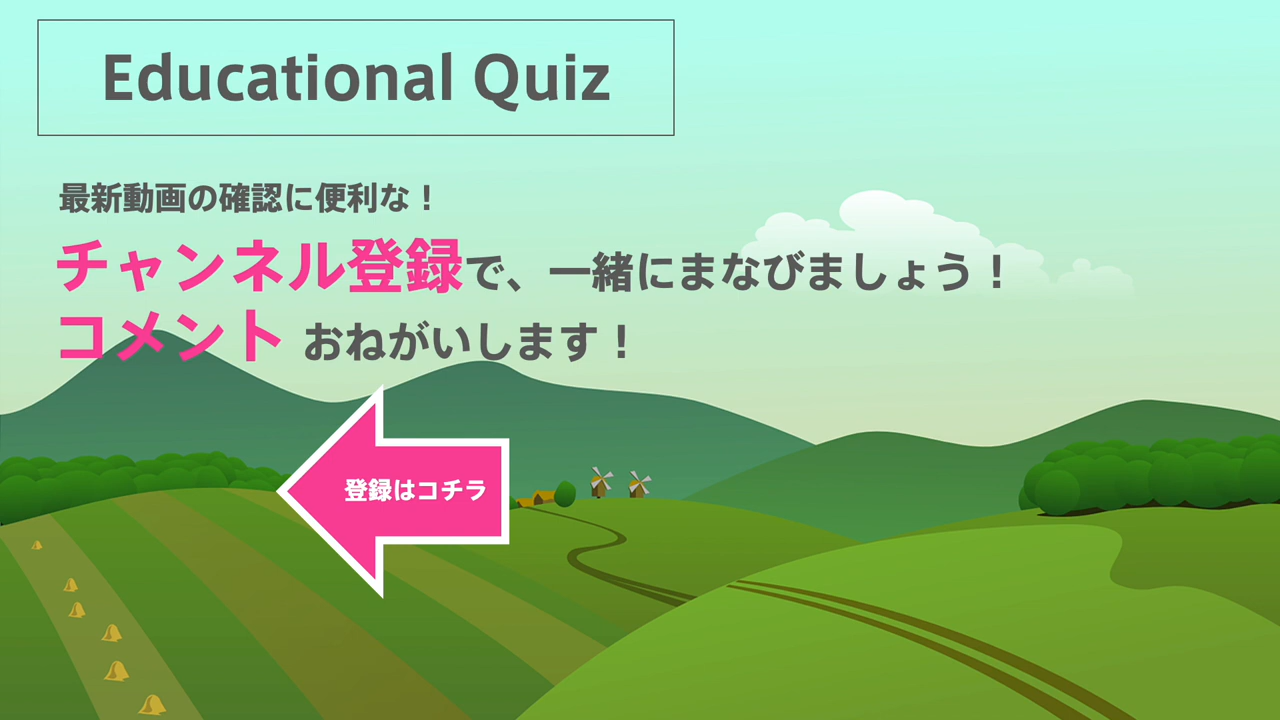 Educational Quiz
最新動画の確認に便利な！
チャンネル登録で、一緒にまなびましょう！
コメント おねがいします！
登録はコチラ